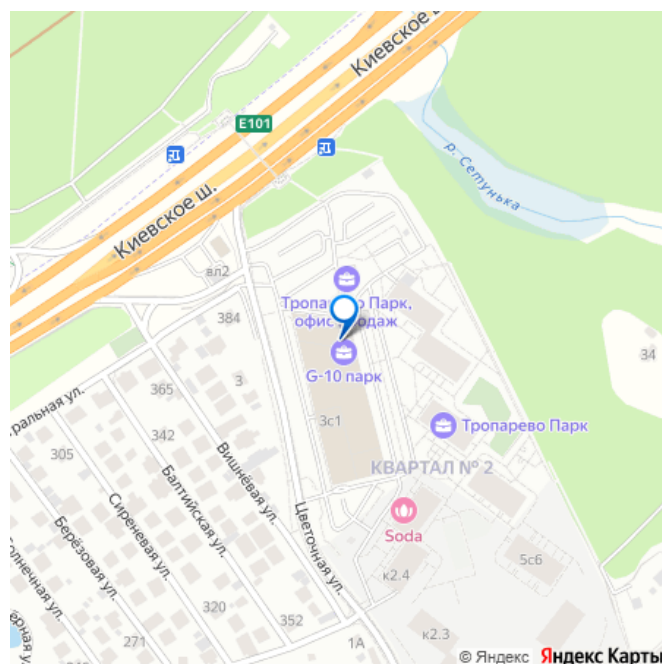 Киевское
E101
р. Сетунька
Киевское ш.
вл2
Тропарево Парк,
офис продаж
384
34
G-10 парк
3
365
3с1
Тропарево Парк
342
305
КВАРТАЛ № 2
Вишнёвая ул.
Балтийская ул.
Сиреневая ул.
Soda
Цветочная ул.
5с6
Берёзовая ул.
к2.4
320
352
271
1А
к2.3
© Яндекс Яндекс Карты